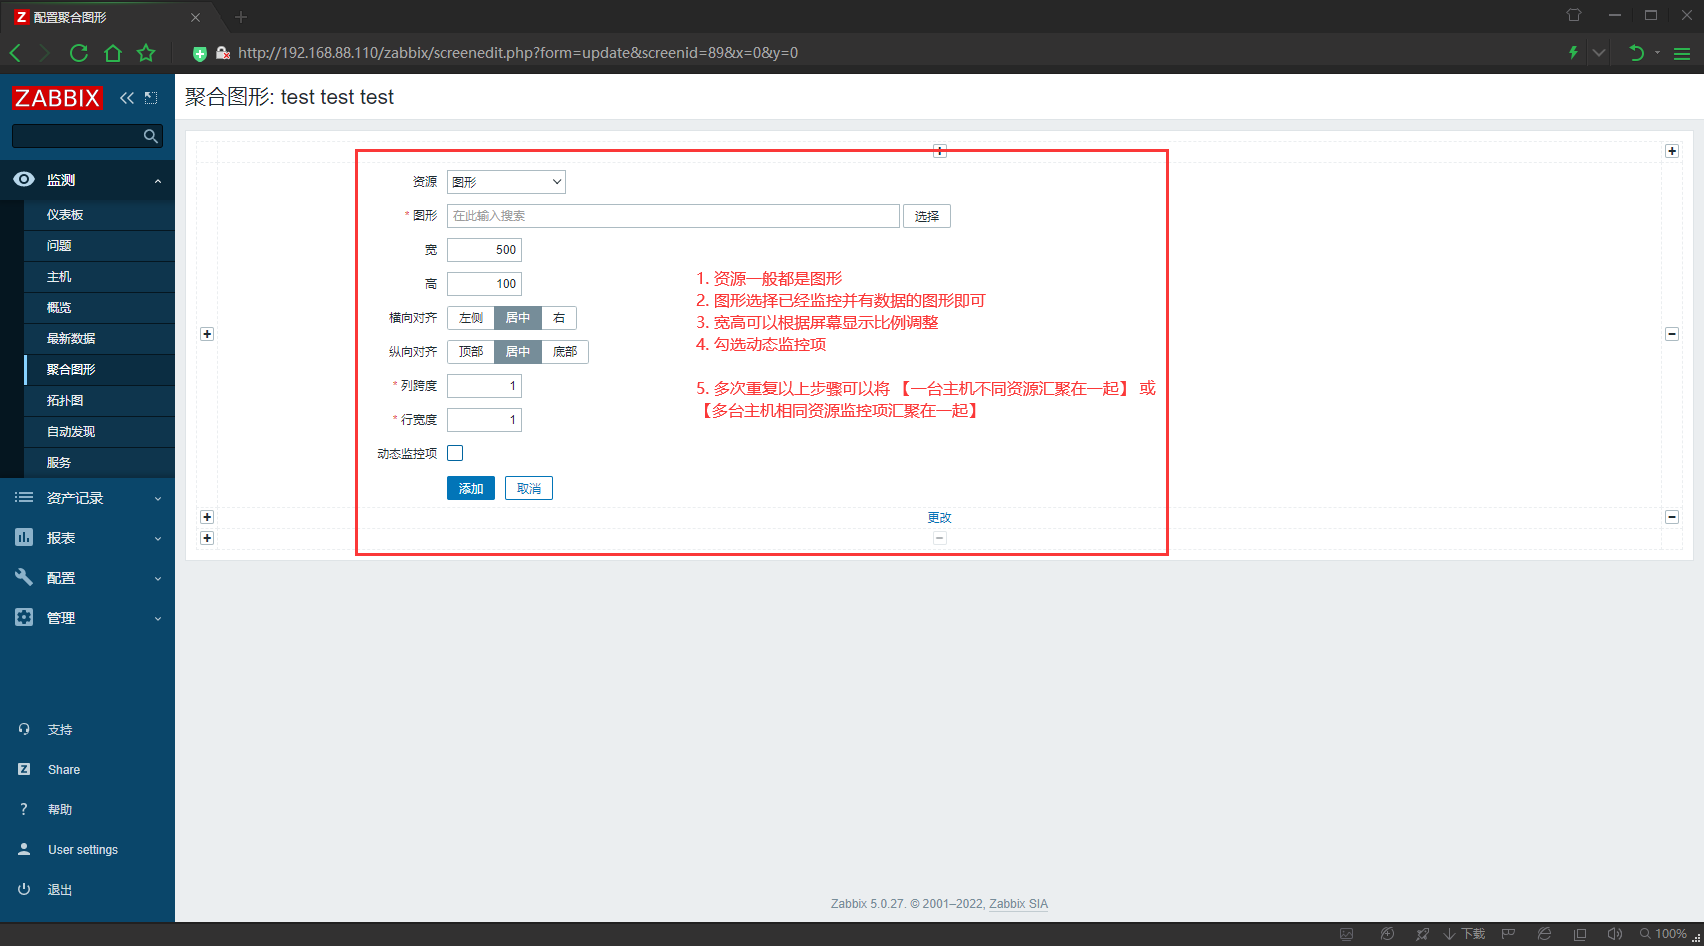 配置聚合图形
http://192.168.88.110/zabbix/screenedit.php?form=update&screenid=89&x=0&y=0
ZABBIX
监测
仪表板
问题
主机
概览
最新数据
聚合图形
拓扑图
自动发现
服务
资产记录
报表
配置
管理
支持
Share
帮助
User settings
退出
聚合图形: test test test
资源 图形
* 图形 在此输入搜索 选择
宽 500
高 100
横向对齐 左侧 居中 右
纵向对齐 顶部 居中 底部
* 列跨度 1
* 行宽度 1
动态监控项
添加 取消
更改
1. 资源一般都是图形
2. 图形选择已经监控并有数据的图形即可
3. 宽高可以根据屏幕显示比例调整
4. 勾选动态监控项
5. 多次重复以上步骤可以将 【一台主机不同资源汇聚在一起】 或
【多台主机相同资源监控项汇聚在一起】
Zabbix 5.0.27. © 2001–2022, Zabbix SIA
下载
100%